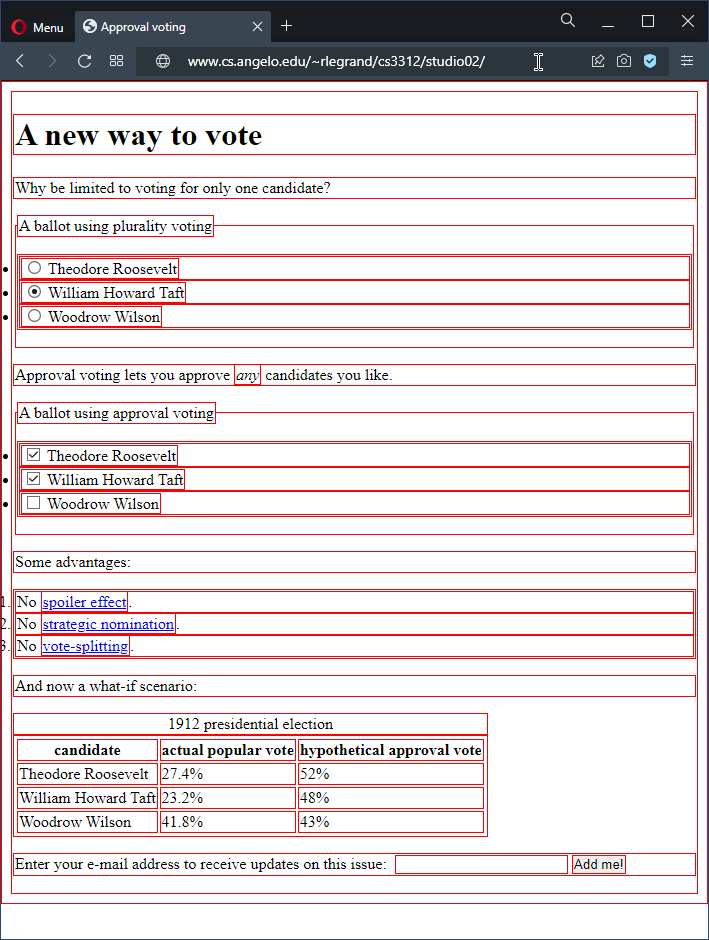 Menu
Approval voting
www.cs.angelo.edu/~rlegrand/cs3312/studio02/
A new way to vote
Why be limited to voting for only one candidate?
A ballot using plurality voting
Theodore Roosevelt
William Howard Taft
Woodrow Wilson
Approval voting lets you approve any candidates you like.
A ballot using approval voting
Theodore Roosevelt
William Howard Taft
Woodrow Wilson
Some advantages:
1. No spoiler effect.
2. No strategic nomination.
3. No vote-splitting.
And now a what-if scenario:
1912 presidential election
candidate actual popular vote hypothetical approval vote
Theodore Roosevelt 27.4% 52%
William Howard Taft 23.2% 48%
Woodrow Wilson 41.8% 43%
Enter your e-mail address to receive updates on this issue: Add me!